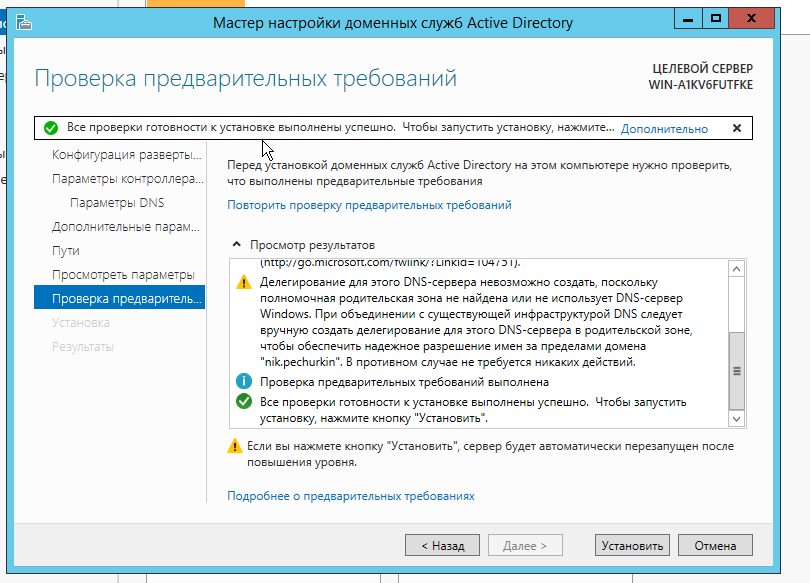 Мастер настройки доменных служб Active Directory
Проверка предварительных требований
ЦЕЛЕВОЙ СЕРВЕР
WIN-A1KV6FUTFKE
Все проверки готовности к установке выполнены успешно. Чтобы запустить установку, нажмите... Дополнительно
Конфигурация разверты...
Параметры контроллера...
Параметры DNS
Дополнительные парам...
Пути
Просмотреть параметры
Проверка предваритель...
Установка
Результаты
Перед установкой доменных служб Active Directory на этом компьютере нужно проверить,
что выполнены предварительные требования
Повторить проверку предварительных требований
Просмотр результатов
(http://go.microsoft.com/fwlink/?LinkId=104751).
Делегирование для этого DNS-сервера невозможно создать, поскольку
полномочная родительская зона не найдена или не использует DNS-сервер
Windows. При объединении с существующей инфраструктурой DNS следует
вручную создать делегирование для этого DNS-сервера в родительской зоне,
чтобы обеспечить надежное разрешение имен за пределами домена
"nik.pechurkin". В противном случае не требуется никаких действий.
Проверка предварительных требований выполнена
Все проверки готовности к установке выполнены успешно. Чтобы запустить
установку, нажмите кнопку "Установить".
Если вы нажмете кнопку "Установить", сервер будет автоматически перезапущен после
повышения уровня.
Подробнее о предварительных требованиях
< Назад
Далее >
Установить
Отмена